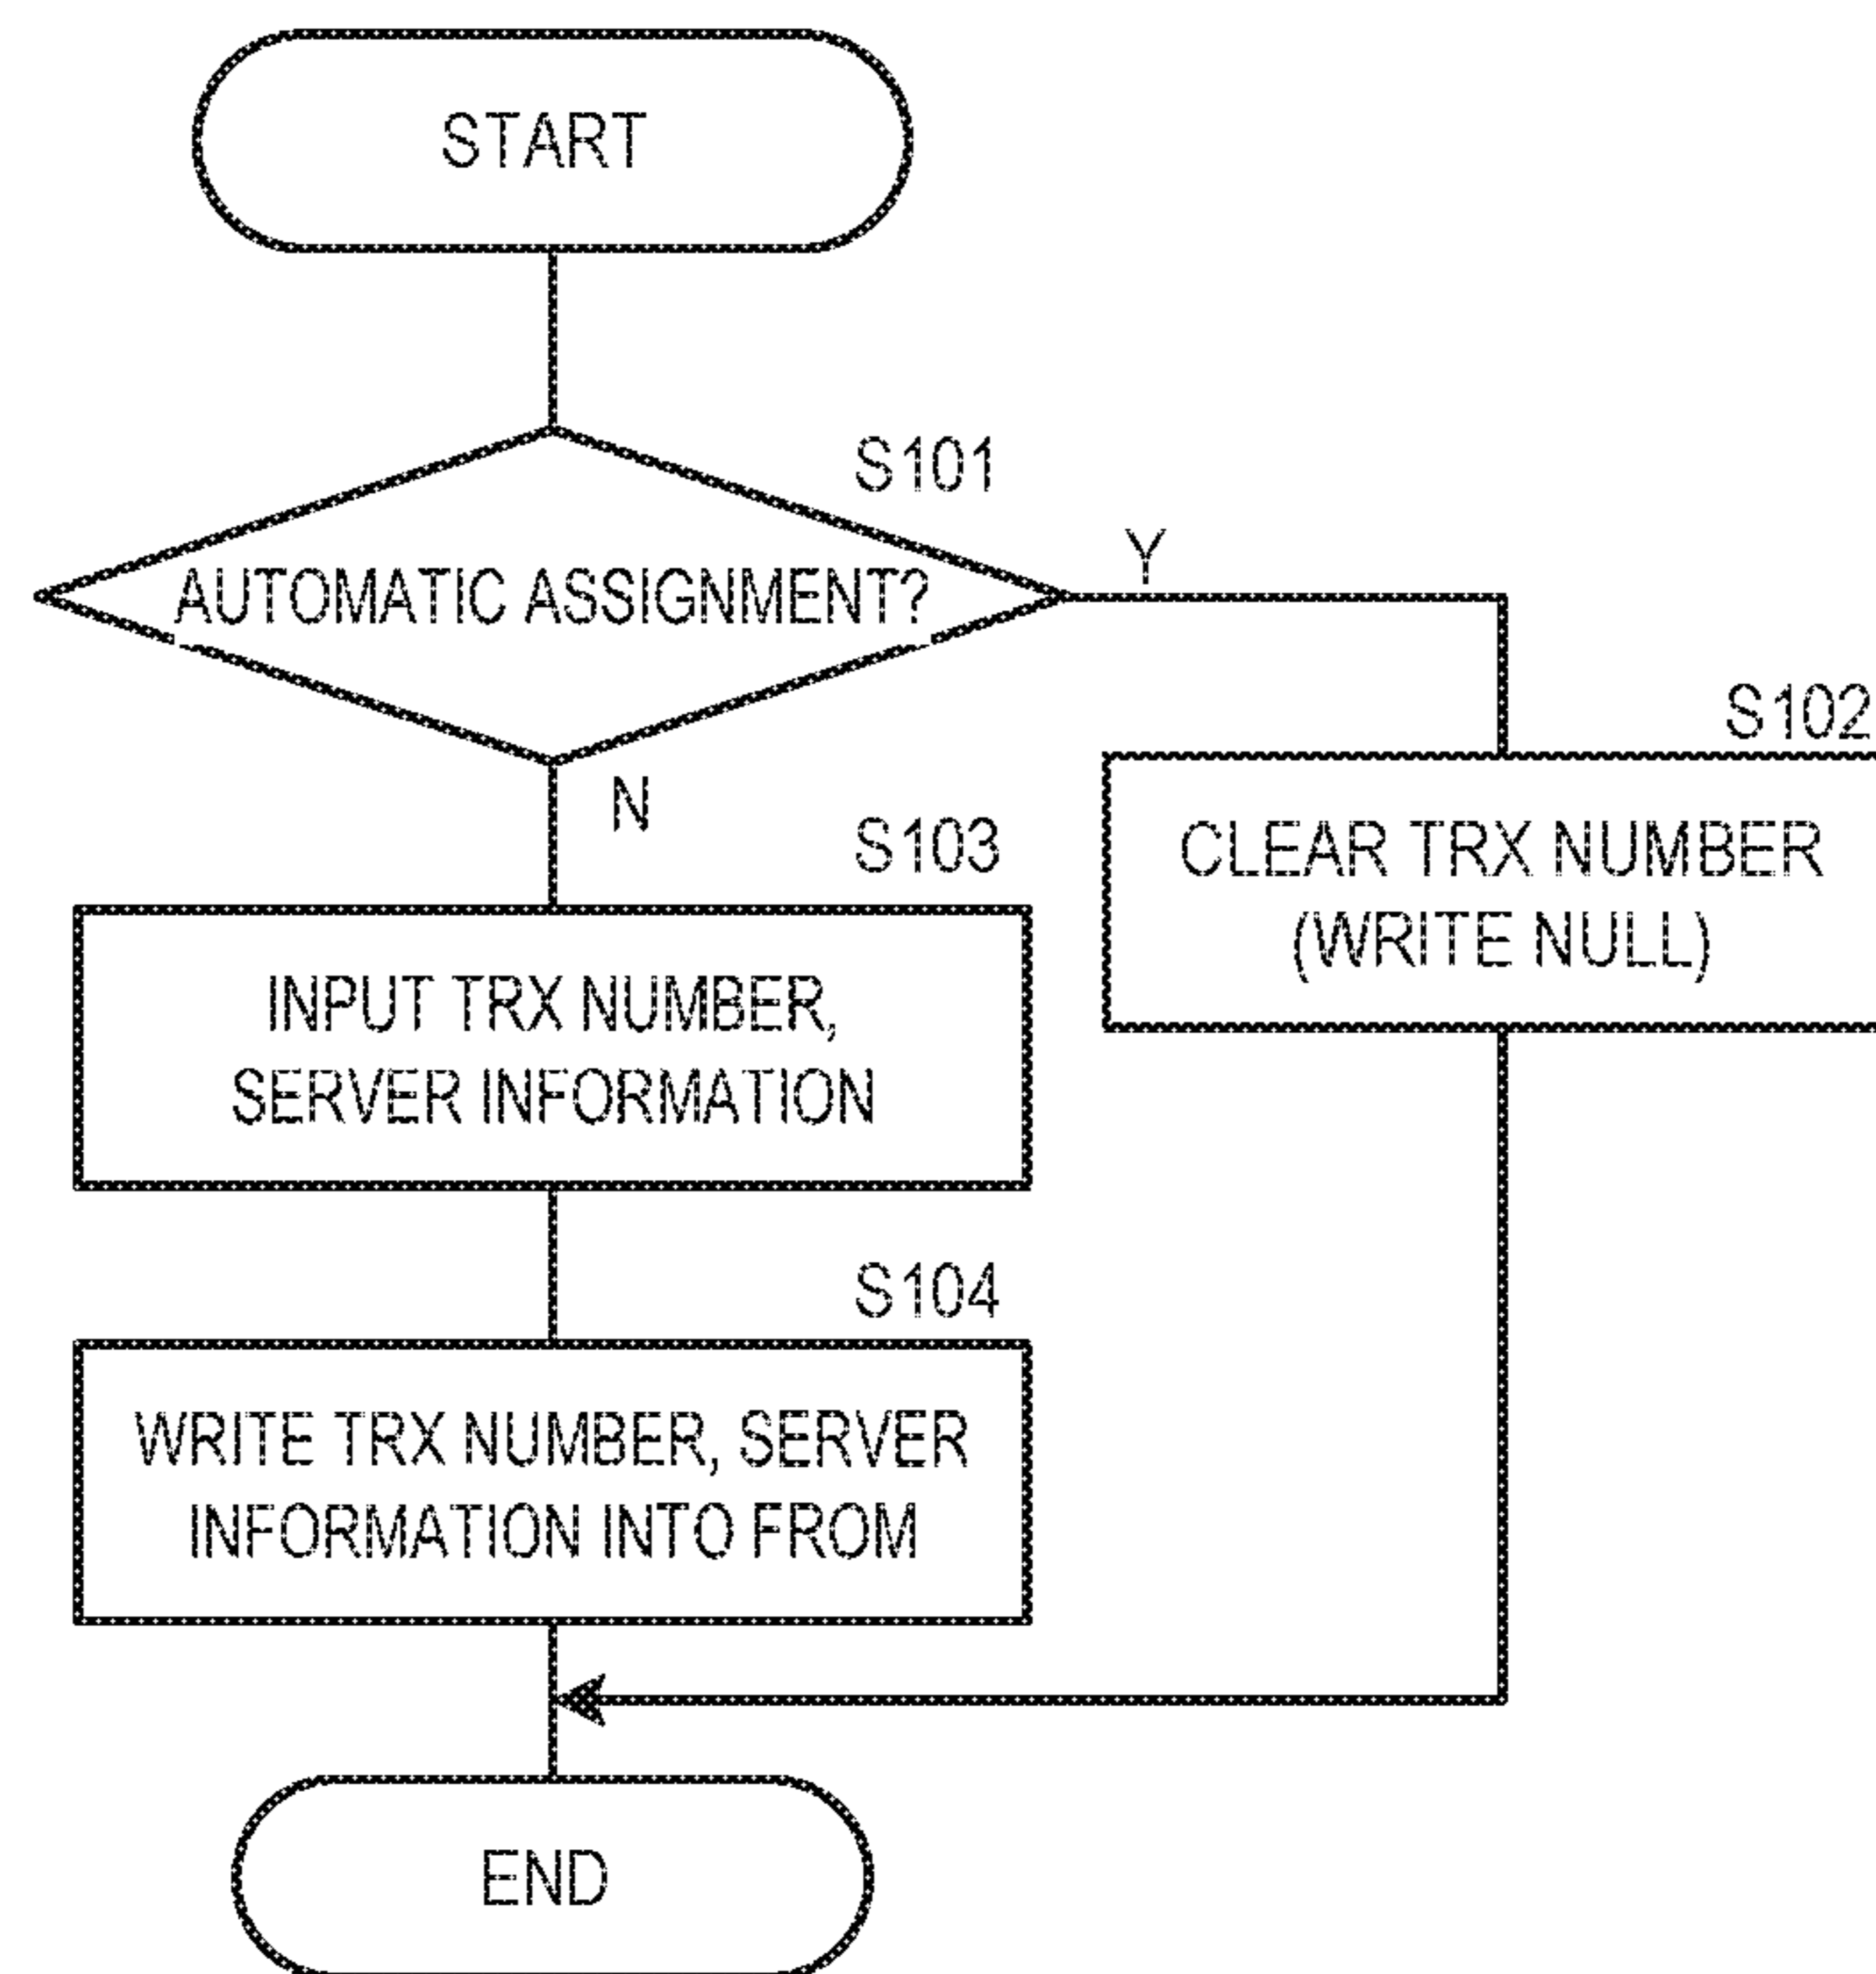 START
S101
AUTOMATIC ASSIGNMENT?
Y
S102
CLEAR TRX NUMBER
(WRITE NULL)
N
S103
INPUT TRX NUMBER,
SERVER INFORMATION
S104
WRITE TRX NUMBER, SERVER
INFORMATION INTO FROM
END